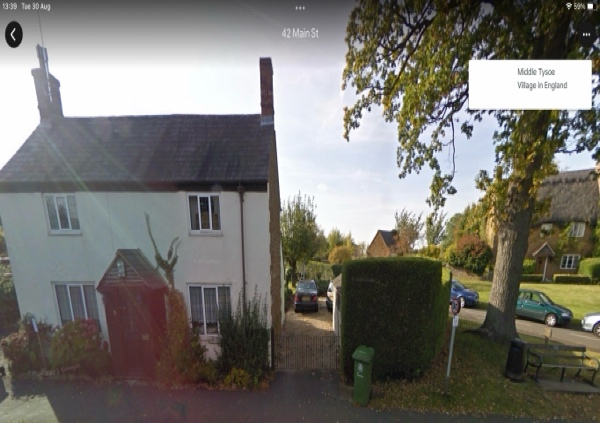 13:39 Tue 30 Aug
59%
42 Main St
Middle Tysoe
Village in England